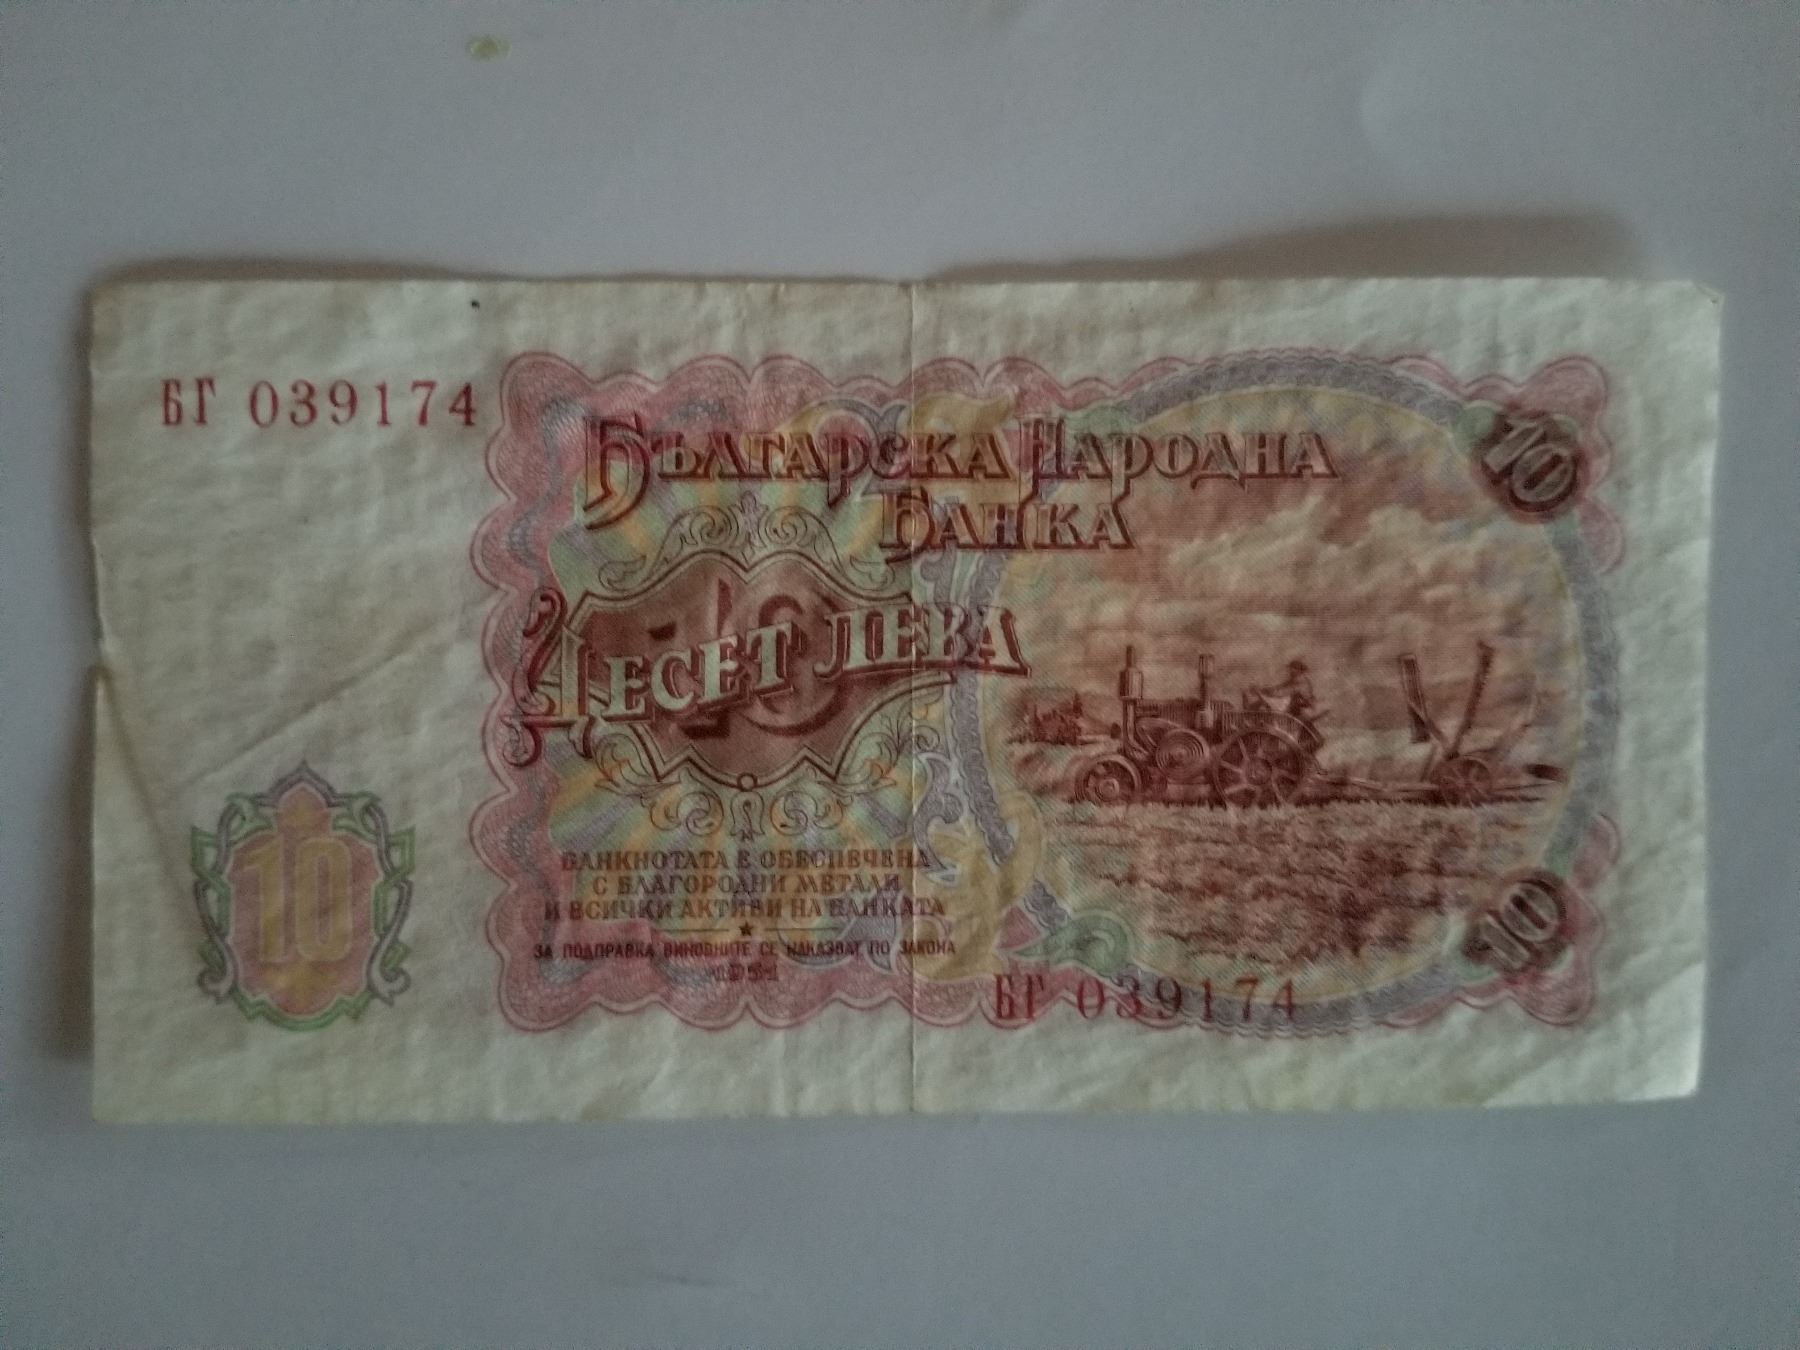 БГ 039174
Българска Народна
Банка
10
10
Десет лева
10
БАНКНОТАТА Е ОБЕСПЕЧЕНА
С БЛАГОРОДНИ МЕТАЛИ
И ВСИЧКИ АКТИВИ НА БАНКАТА
ЗА ПОДПРАВКА ВИНОВНИТЕ СЕ НАКАЗВАТ ПО ЗАКОНА
1951
10
БГ 039174